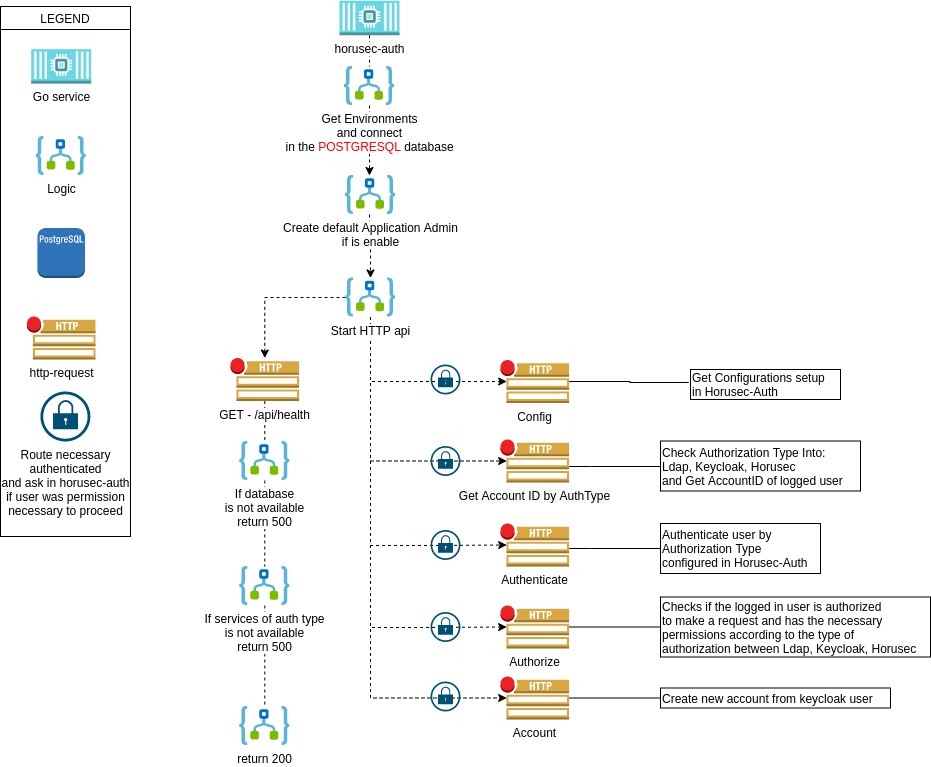 LEGEND
Go service
Logic
PostgreSQL
HTTP
http-request
Route necessary
authenticated
and ask in horusec-auth
if user was permission
necessary to proceed
horusec-auth
Get Environments
and connect
in the POSTGRESQL database
Create default Application Admin
if is enable
Start HTTP api
HTTP
GET - /api/health
If database
is not available
return 500
If services of auth type
is not available
return 500
return 200
HTTP
Config
Get Configurations setup
in Horusec-Auth
HTTP
Get Account ID by AuthType
Check Authorization Type Into:
Ldap, Keycloak, Horusec
and Get AccountID of logged user
HTTP
Authenticate
Authenticate user by
Authorization Type
configured in Horusec-Auth
HTTP
Authorize
Checks if the logged in user is authorized
to make a request and has the necessary
permissions according to the type of
authorization between Ldap, Keycloak, Horusec
HTTP
Account
Create new account from keycloak user